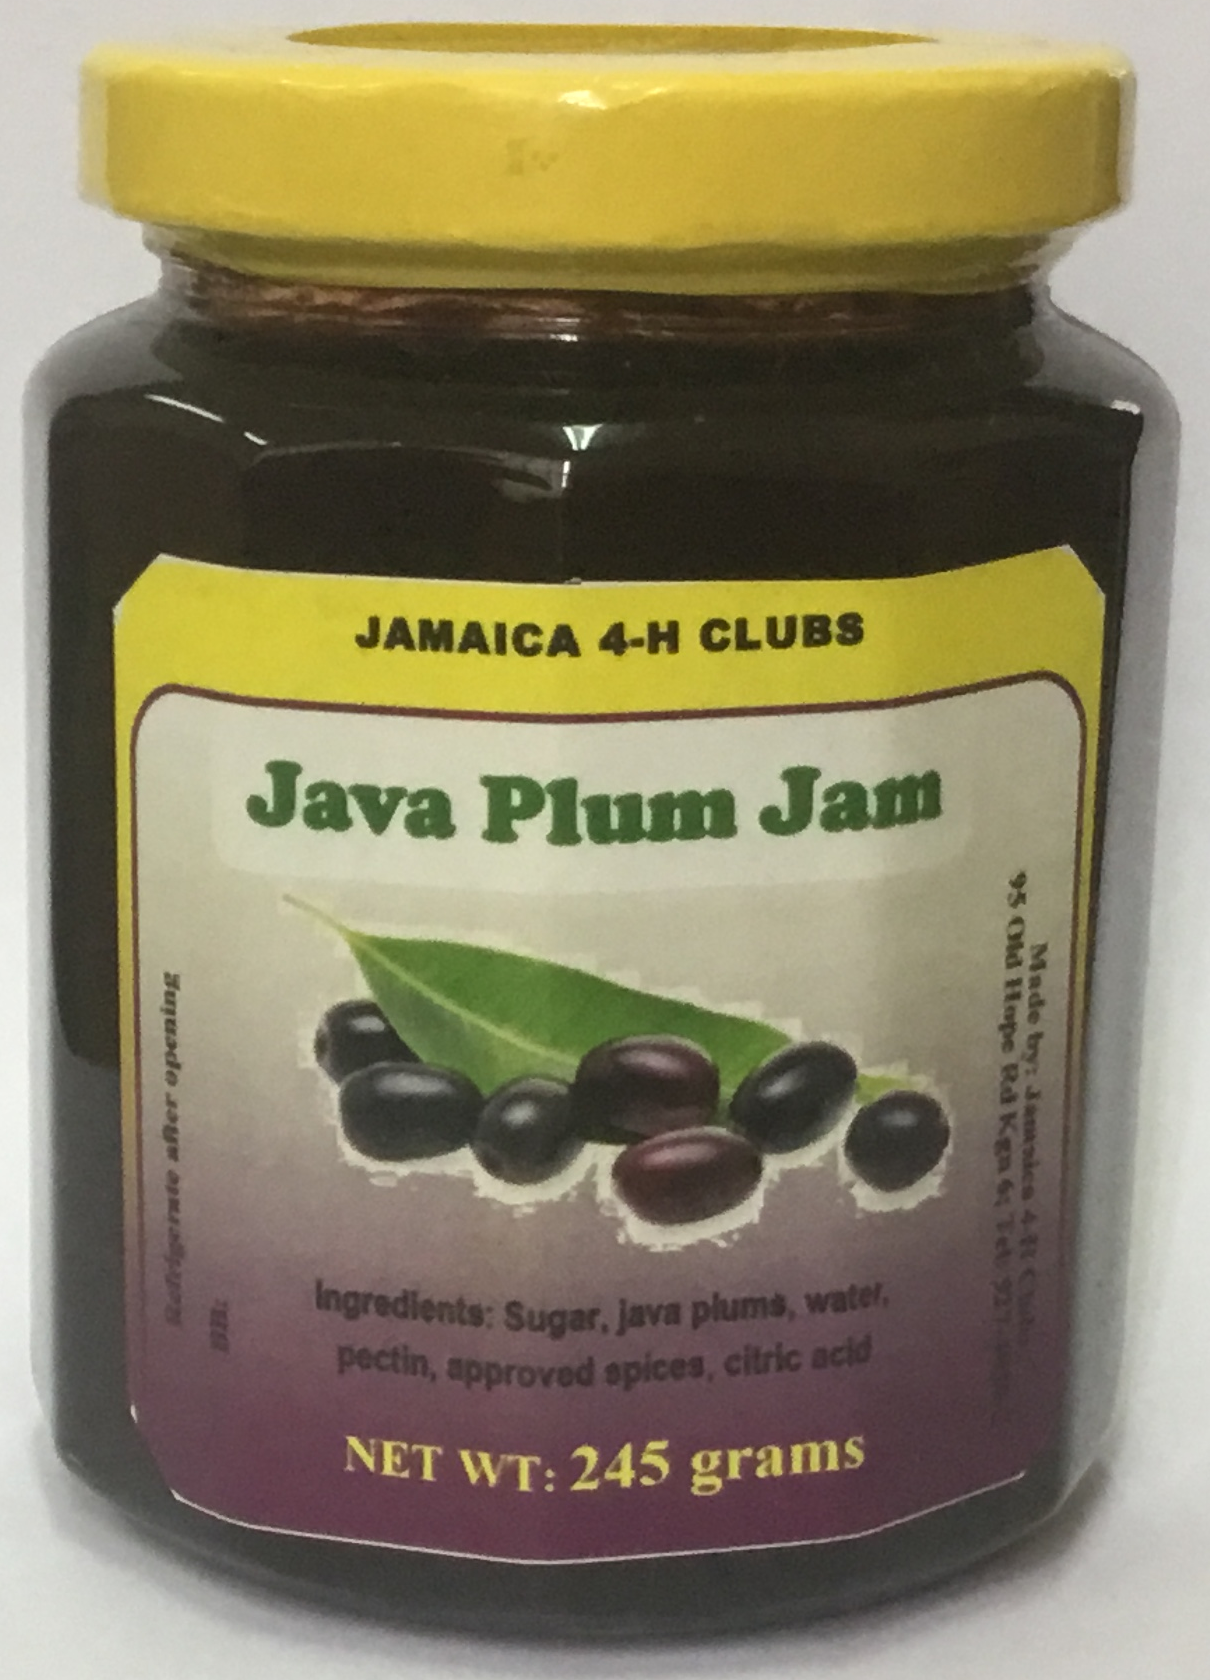 JAMAICA 4-H CLUBS
Java Plum Jam
Refrigerate after opening
BB:
Made by: Jamaica 4-H Clubs
95 Old Hope Rd Kgn 6; Tel: 927-
Ingredients: Sugar, java plums, water,
pectin, approved spices, citric acid
NET WT: 245 grams